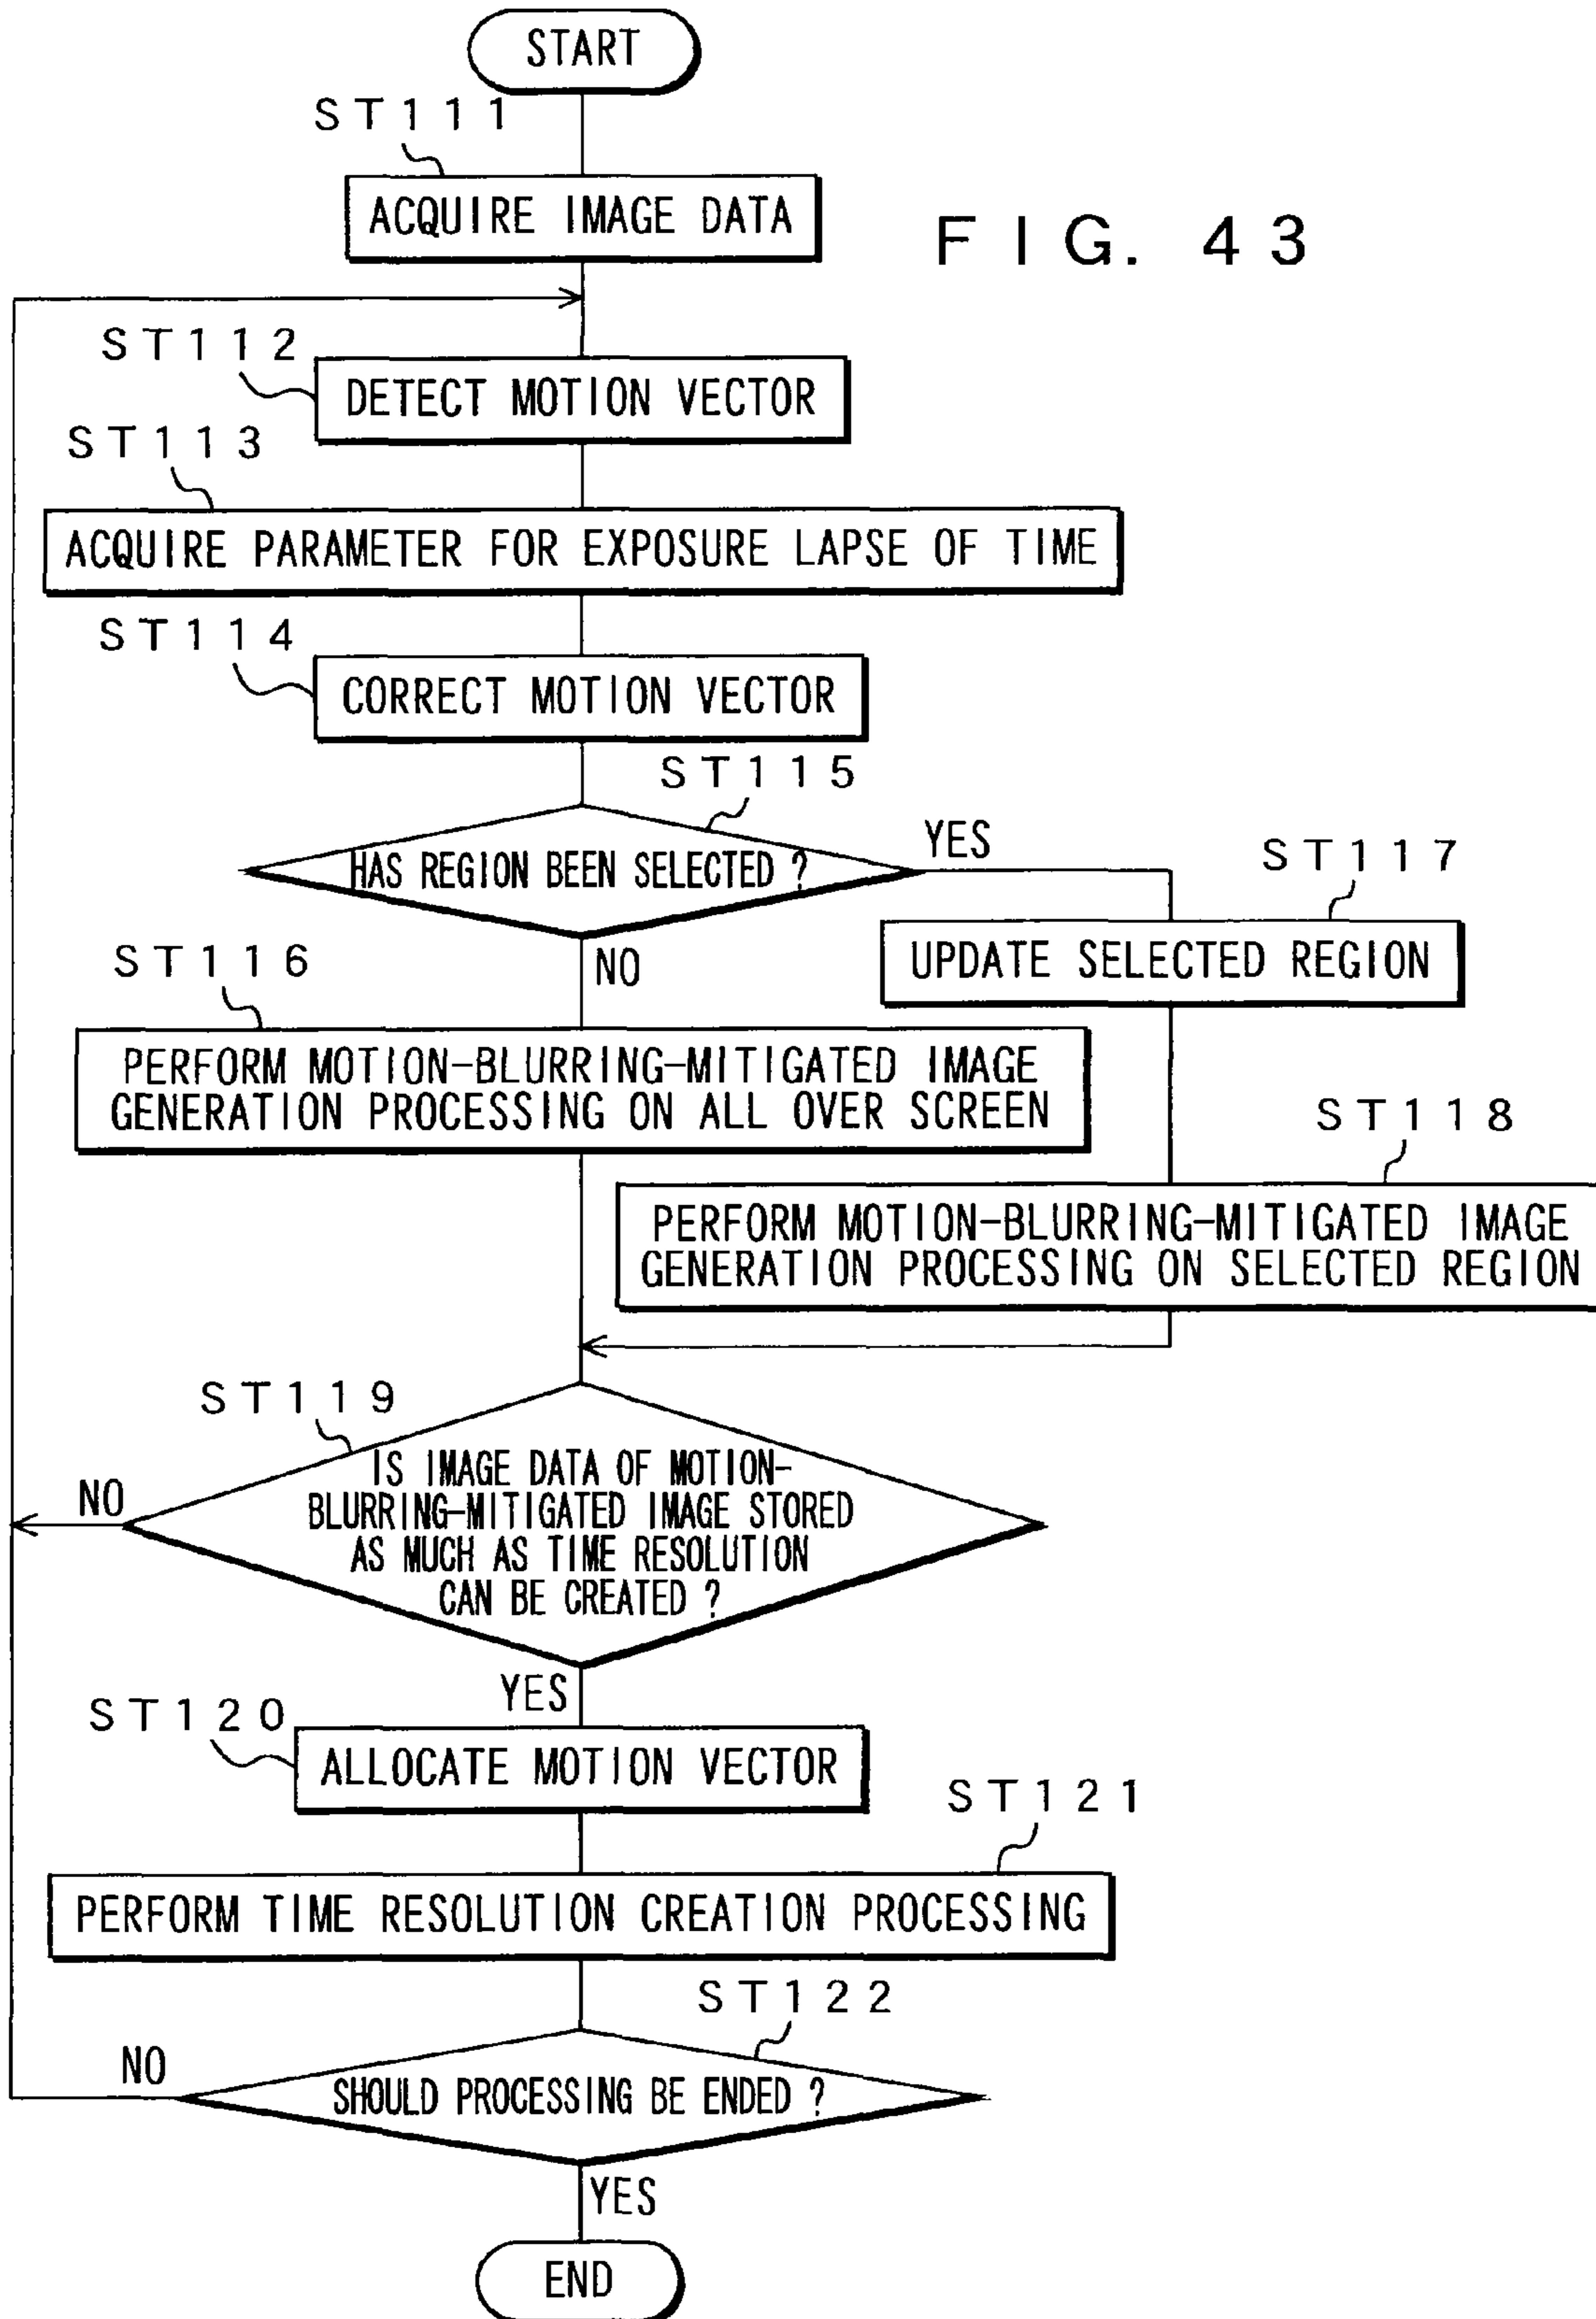 START
ST111
ACQUIRE IMAGE DATA
FIG. 43
ST112
DETECT MOTION VECTOR
ST113
ACQUIRE PARAMETER FOR EXPOSURE LAPSE OF TIME
ST114
CORRECT MOTION VECTOR
ST115
HAS REGION BEEN SELECTED ?
YES
NO
ST117
UPDATE SELECTED REGION
ST116
PERFORM MOTION-BLURRING-MITIGATED IMAGE
GENERATION PROCESSING ON ALL OVER SCREEN
ST118
PERFORM MOTION-BLURRING-MITIGATED IMAGE
GENERATION PROCESSING ON SELECTED REGION
ST119
IS IMAGE DATA OF MOTION-
BLURRING-MITIGATED IMAGE STORED
AS MUCH AS TIME RESOLUTION
CAN BE CREATED ?
NO
YES
ST120
ALLOCATE MOTION VECTOR
ST121
PERFORM TIME RESOLUTION CREATION PROCESSING
ST122
SHOULD PROCESSING BE ENDED ?
NO
YES
END